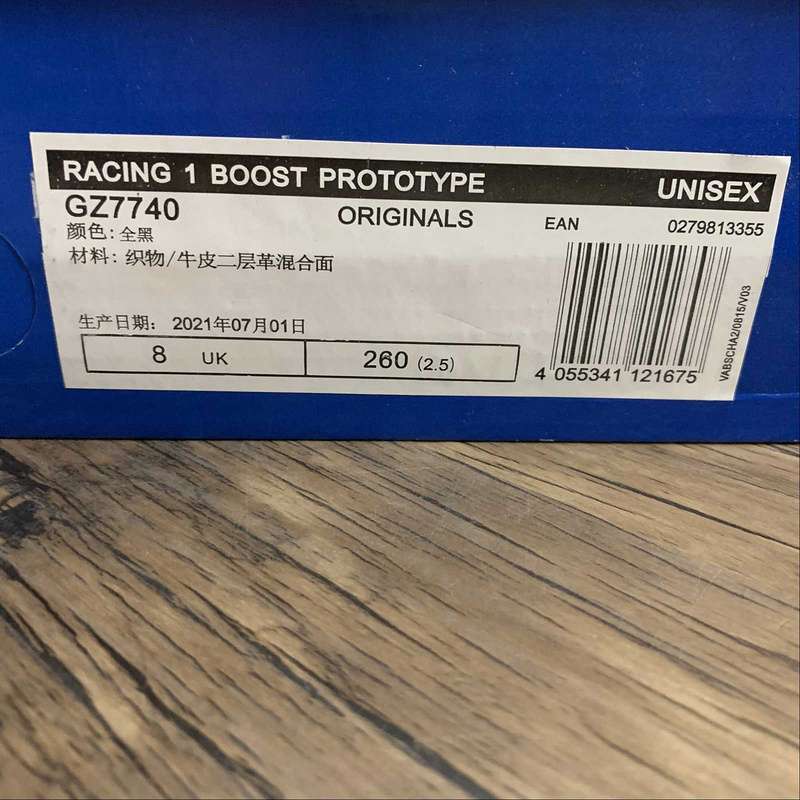 RACING 1 BOOST PROTOTYPE UNISEX
GZ7740 ORIGINALS EAN 0279813355
颜色: 全黑
材料: 织物/牛皮二层革混合面
生产日期: 2021年07月01日
8 UK 260 (2.5)
4 055341 121675
VABSCHA2/0815/V03